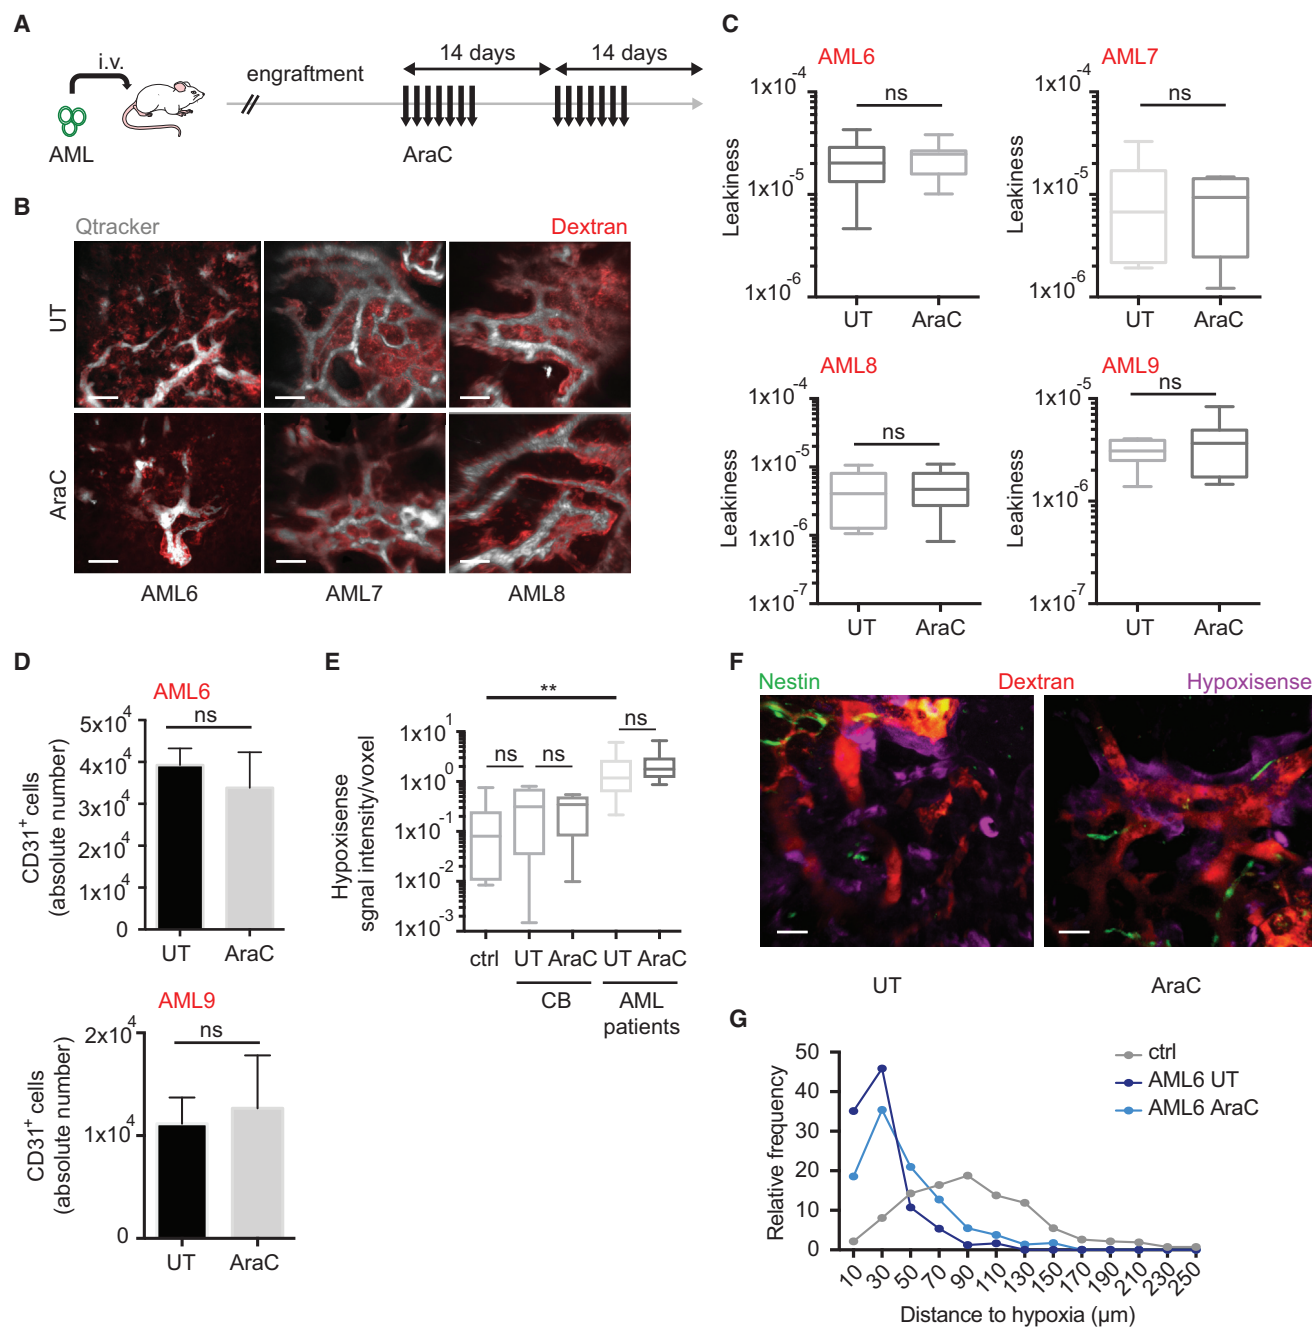 A
i.v.
AML
engraftment
14 days
14 days
AraC
B
Qtracker
Dextran
UT
AraC
AML6
AML7
AML8
C
AML6
ns
1x10-4
1x10-5
1x10-6
Leakiness
UT
AraC
AML7
ns
1x10-4
1x10-5
1x10-6
Leakiness
UT
AraC
AML8
ns
1x10-4
1x10-5
1x10-6
1x10-7
Leakiness
UT
AraC
AML9
ns
1x10-5
1x10-6
1x10-7
Leakiness
UT
AraC
D
AML6
ns
5x104
4x104
3x104
2x104
1x104
0
CD31+ cells
(absolute number)
UT
AraC
AML9
ns
2x104
1x104
0
CD31+ cells
(absolute number)
UT
AraC
E
**
ns
ns
ns
1x101
1x100
1x10-1
1x10-2
1x10-3
Hypoxisense
sgnal intensity/voxel
ctrl
UT
AraC
UT
AraC
CB
AML
patients
F
Nestin
Dextran
Hypoxisense
UT
AraC
G
50
40
30
20
10
0
Relative frequency
ctrl
AML6 UT
AML6 AraC
10
30
50
70
90
110
130
150
170
190
210
230
250
Distance to hypoxia (µm)